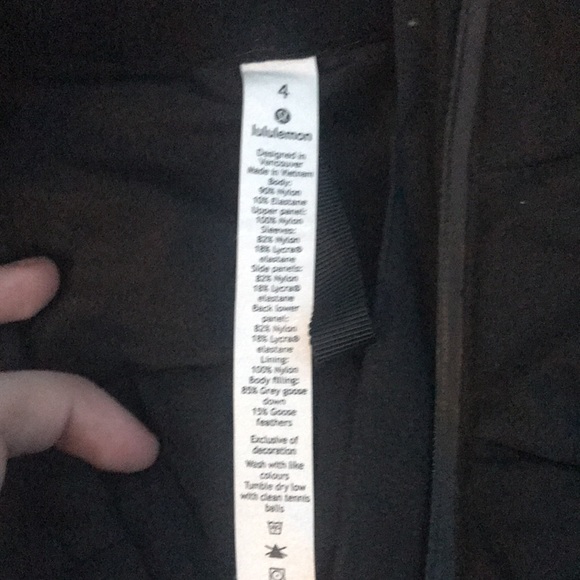 4
lululemon
Designed in
Vancouver
Made in Vietnam
Body:
90% Nylon
10% Elastane
Upper panel:
100% Nylon
Sleeves:
82% Nylon
18% Lycra®
elastane
Side panels:
82% Nylon
18% Lycra®
elastane
Back lower
panel:
82% Nylon
18% Lycra®
elastane
Lining:
100% Nylon
Body filling:
85% Grey goose
down
15% Goose
feathers
Exclusive of
decoration
Wash with like
colours
Tumble dry low
with clean tennis
balls